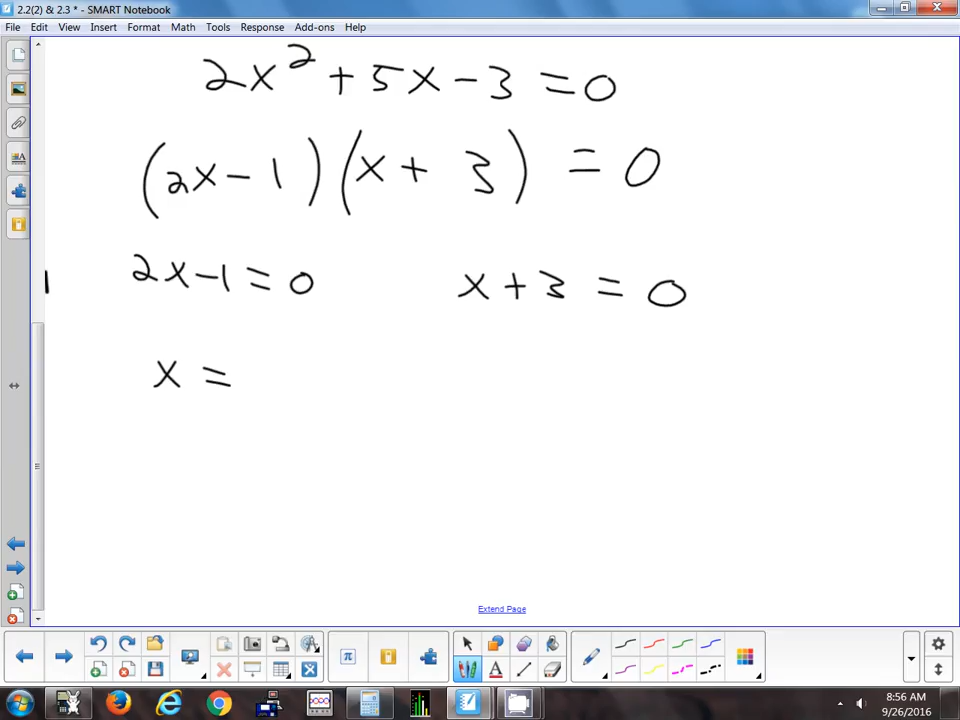 2.2(2) & 2.3 * - SMART Notebook
File Edit View Insert Format Math Tools Response Add-ons Help
2x² + 5x - 3 = 0
(2x - 1)(x + 3) = 0
2x - 1 = 0 x + 3 = 0
x =
Extend Page
8:56 AM
9/26/2016